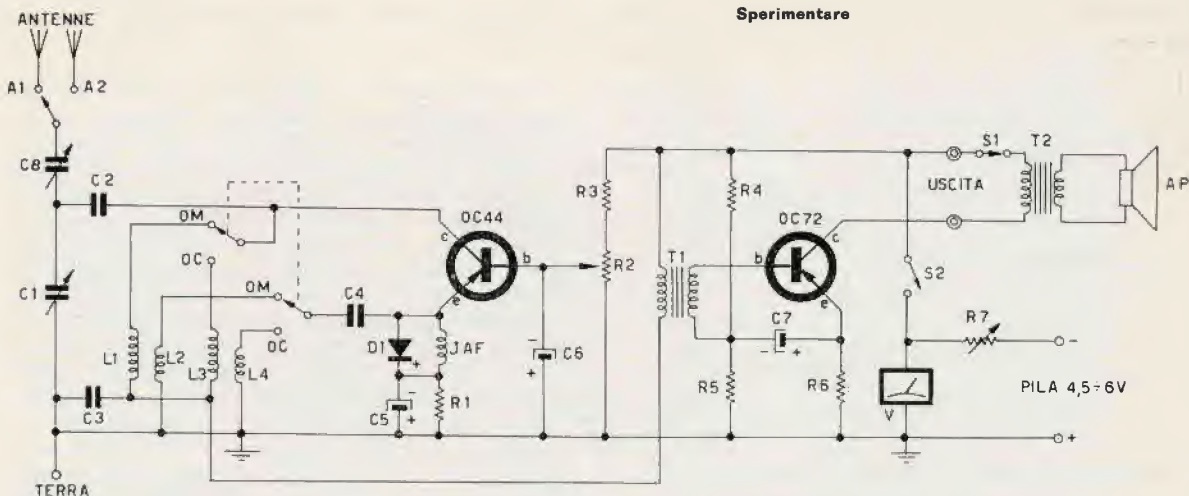 Sperimentare
ANTENNE
A1
A2
C8
C2
OM
OC
C1
OM
OC
L1
L2
L3
L4
C3
TERRA
C4
D1
+
JAF
C5
-
+
R1
OC44
c
b
e
C6
-
+
R3
R2
T1
R4
R5
OC72
c
b
e
C7
-
+
R6
USCITA
S1
T2
AP
S2
R7
-
V
PILA 4,5÷6V
+